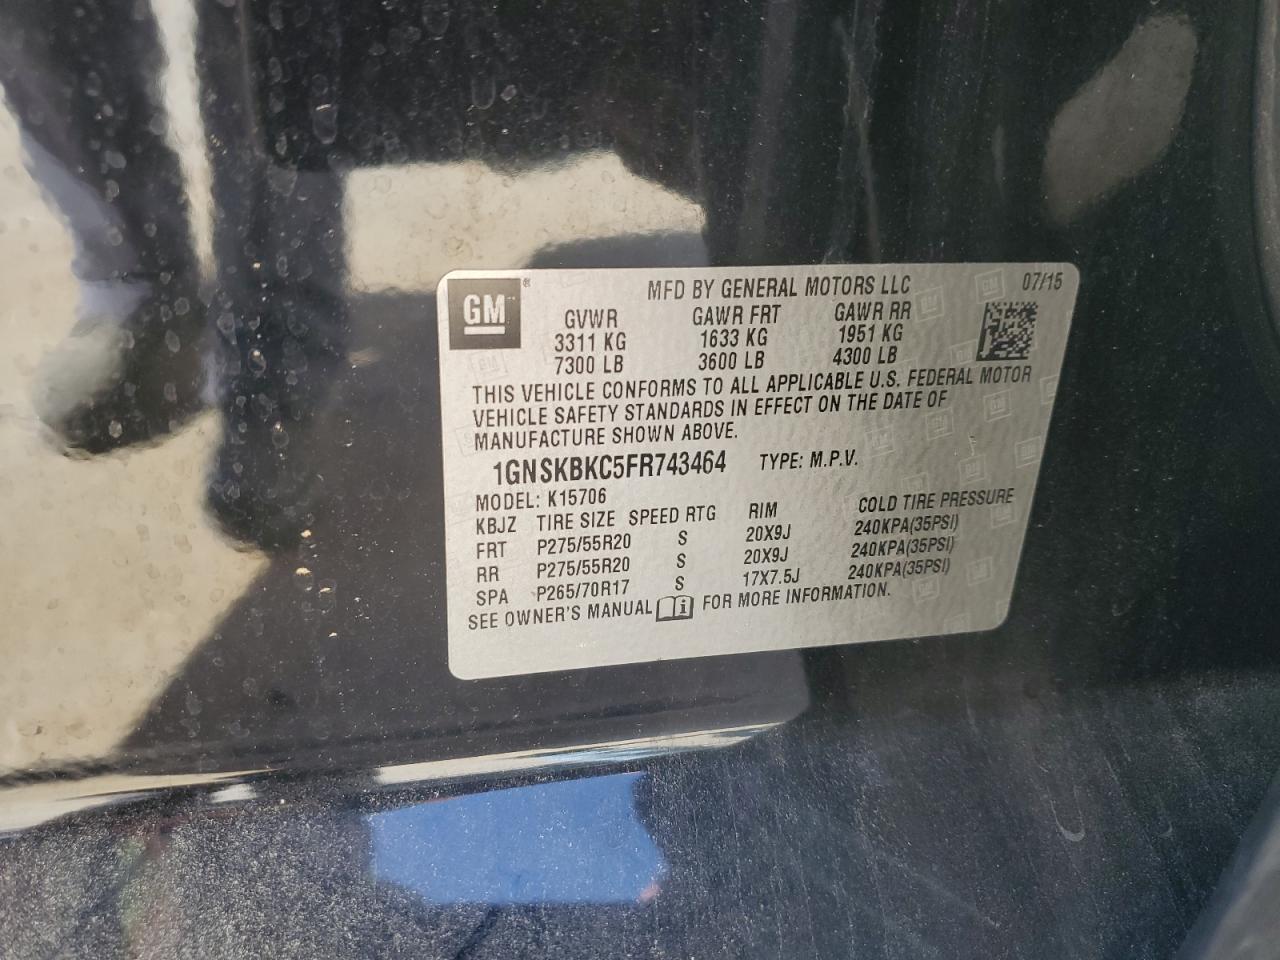 GM ®
MFD BY GENERAL MOTORS LLC 07/15
GVWR GAWR FRT GAWR RR
3311 KG 1633 KG 1951 KG
7300 LB 3600 LB 4300 LB
THIS VEHICLE CONFORMS TO ALL APPLICABLE U.S. FEDERAL MOTOR
VEHICLE SAFETY STANDARDS IN EFFECT ON THE DATE OF
MANUFACTURE SHOWN ABOVE.
1GNSKBKC5FR743464 TYPE: M.P.V.
MODEL: K15706
KBJZ TIRE SIZE SPEED RTG RIM COLD TIRE PRESSURE
FRT P275/55R20 S 20X9J 240KPA(35PSI)
RR P275/55R20 S 20X9J 240KPA(35PSI)
SPA P265/70R17 S 17X7.5J 240KPA(35PSI)
SEE OWNER'S MANUAL i FOR MORE INFORMATION.